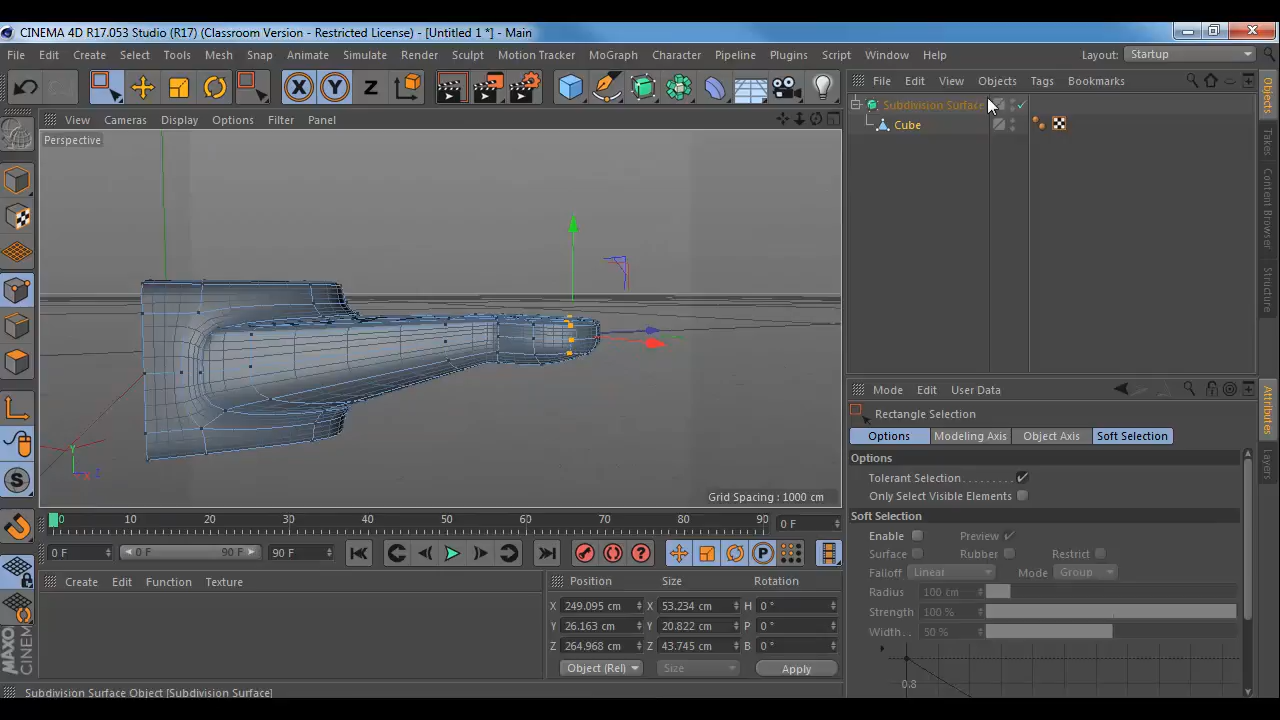 CINEMA 4D R17.053 Studio (R17) (Classroom Version - Restricted License) - [Untitled 1 *] - Main
File Edit Create Select Tools Mesh Snap Animate Simulate Render Sculpt Motion Tracker MoGraph Character Pipeline Plugins Script Window Help Layout: Startup
X Y Z
File Edit View Objects Tags Bookmarks
Subdivision Surface
Cube
View Cameras Display Options Filter Panel
Perspective
Y
X Z
Grid Spacing : 1000 cm
Objects
Takes
Content Browser
Structure
Mode Edit User Data
Rectangle Selection
Options Modeling Axis Object Axis Soft Selection
Options
Tolerant Selection
Only Select Visible Elements
Soft Selection
Enable Preview
Surface Rubber Restrict
Falloff Linear Mode Group
Radius 100 cm
Strength 100 %
Width 50 %
0.8
Attributes
Layers
0 10 20 30 40 50 60 70 80 90 0 F
0 F 0 F 90 F 90 F
Create Edit Function Texture
Position Size Rotation
X 249.095 cm X 53.234 cm H 0 °
Y 26.163 cm Y 20.822 cm P 0 °
Z 264.968 cm Z 43.745 cm B 0 °
Object (Rel) Size Apply
Subdivision Surface Object [Subdivision Surface]